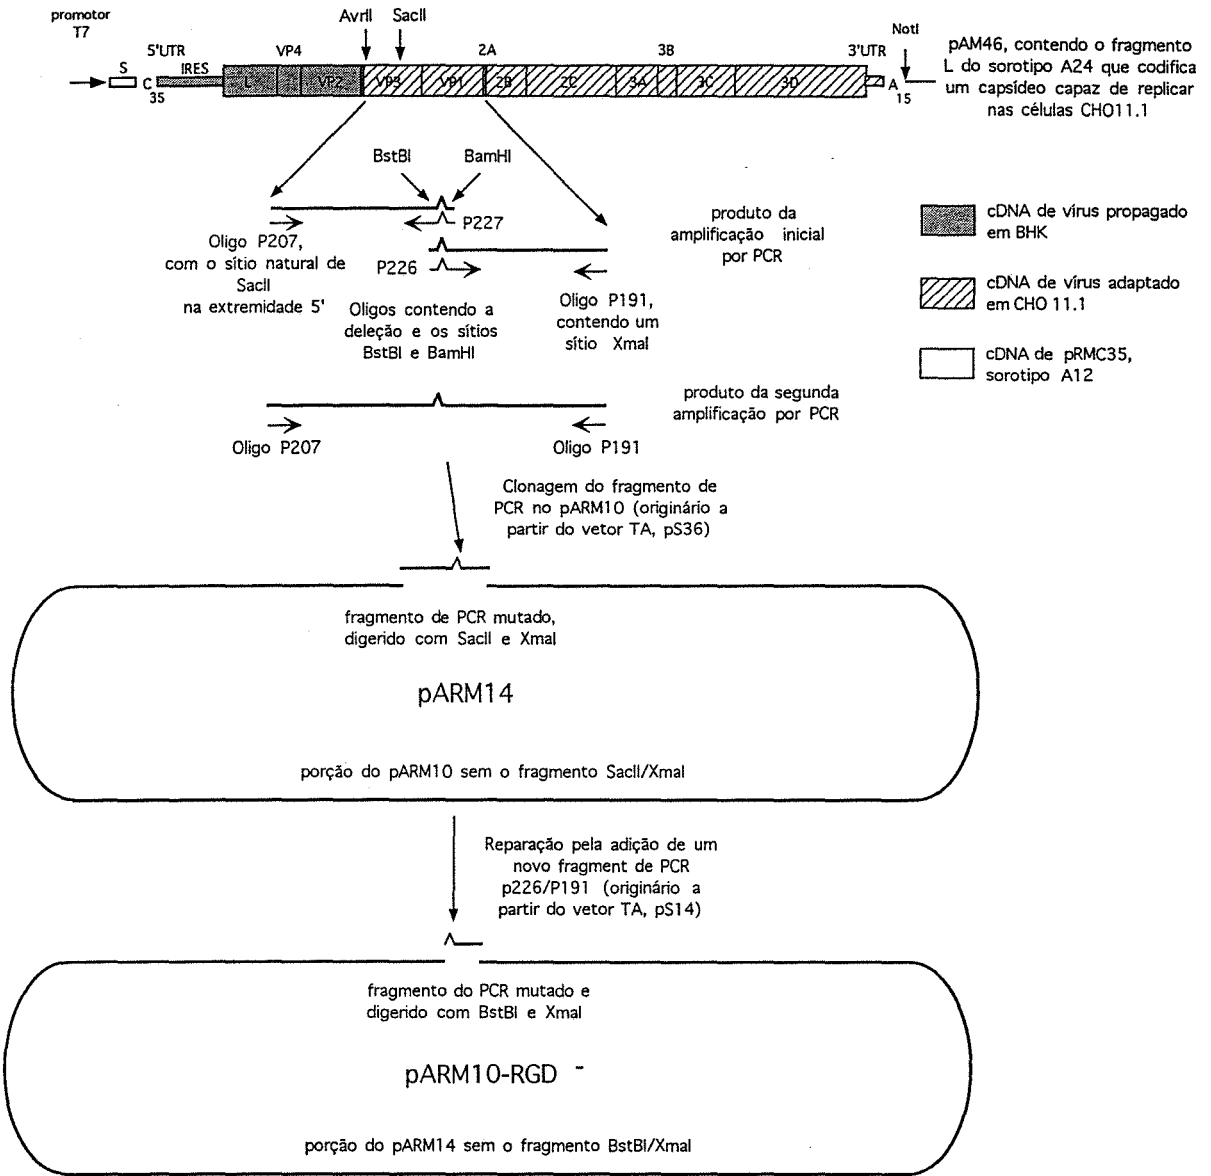 promotor
T7
AvrII SacII
5'UTR VP4 2A 3B 3'UTR NotI
S C IRES L VP2 VP3 VP1 2B 2C 3A 3C 3D A
35 15
pAM46, contendo o fragmento
L do sorotipo A24 que codifica
um capsídeo capaz de replicar
nas células CHO11.1
BstBI BamHI
P227
P226
Oligo P207,
com o sítio natural de
SacII
na extremidade 5'
Oligos contendo a
deleção e os sítios
BstBI e BamHI
Oligo P191,
contendo um
sítio XmaI
produto da
amplificação inicial
por PCR
cDNA de vírus propagado
em BHK
cDNA de vírus adaptado
em CHO 11.1
cDNA de pRMC35,
sorotipo A12
produto da segunda
amplificação por PCR
Oligo P207 Oligo P191
Clonagem do fragmento de
PCR no pARM10 (originário a
partir do vetor TA, pS36)
fragmento de PCR mutado,
digerido com SacII e XmaI
pARM14
porção do pARM10 sem o fragmento SacII/XmaI
Reparação pela adição de um
novo fragment de PCR
p226/P191 (originário a
partir do vetor TA, pS14)
fragmento do PCR mutado e
digerido com BstBI e XmaI
pARM10-RGD -
porção do pARM14 sem o fragmento BstBI/XmaI